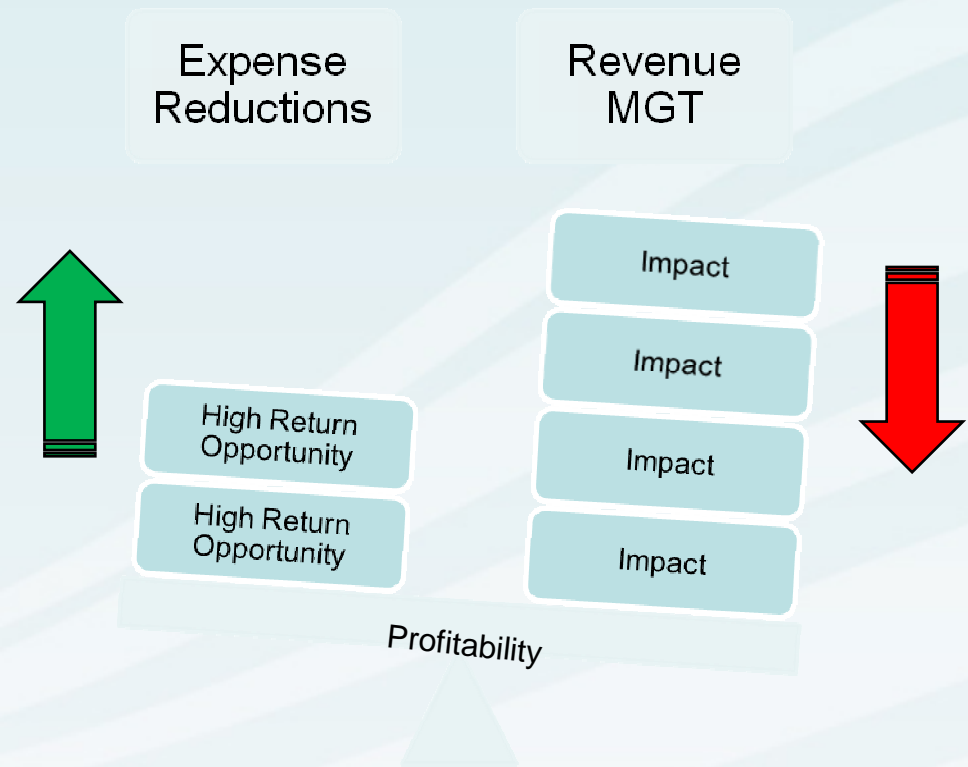 Expense
Reductions
Revenue
MGT
High Return
Opportunity
High Return
Opportunity
Impact
Impact
Impact
Impact
Profitability